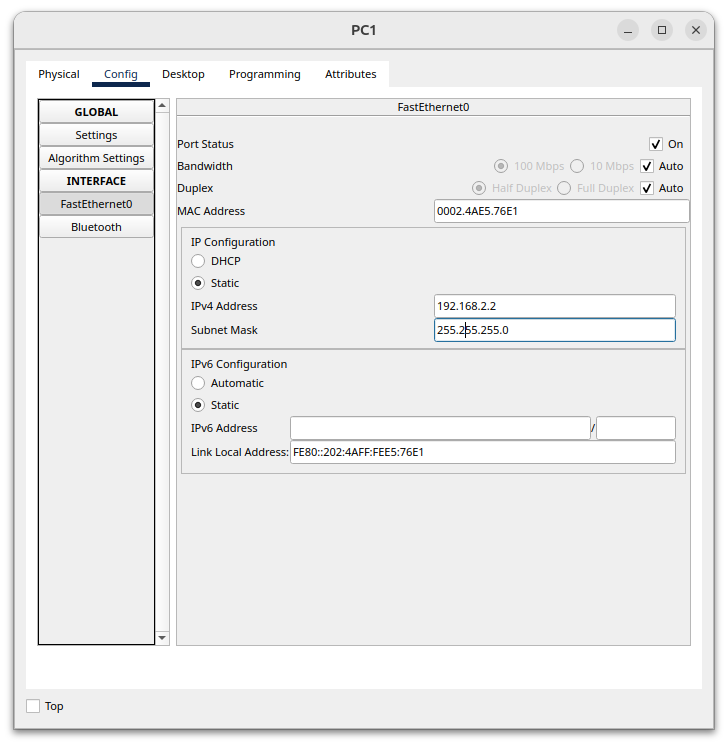 PC1
Physical Config Desktop Programming Attributes
GLOBAL
Settings
Algorithm Settings
INTERFACE
FastEthernet0
Bluetooth
FastEthernet0
Port Status On
Bandwidth 100 Mbps 10 Mbps Auto
Duplex Half Duplex Full Duplex Auto
MAC Address 0002.4AE5.76E1
IP Configuration
DHCP
Static
IPv4 Address 192.168.2.2
Subnet Mask 255.255.255.0
IPv6 Configuration
Automatic
Static
IPv6 Address /
Link Local Address: FE80::202:4AFF:FEE5:76E1
Top